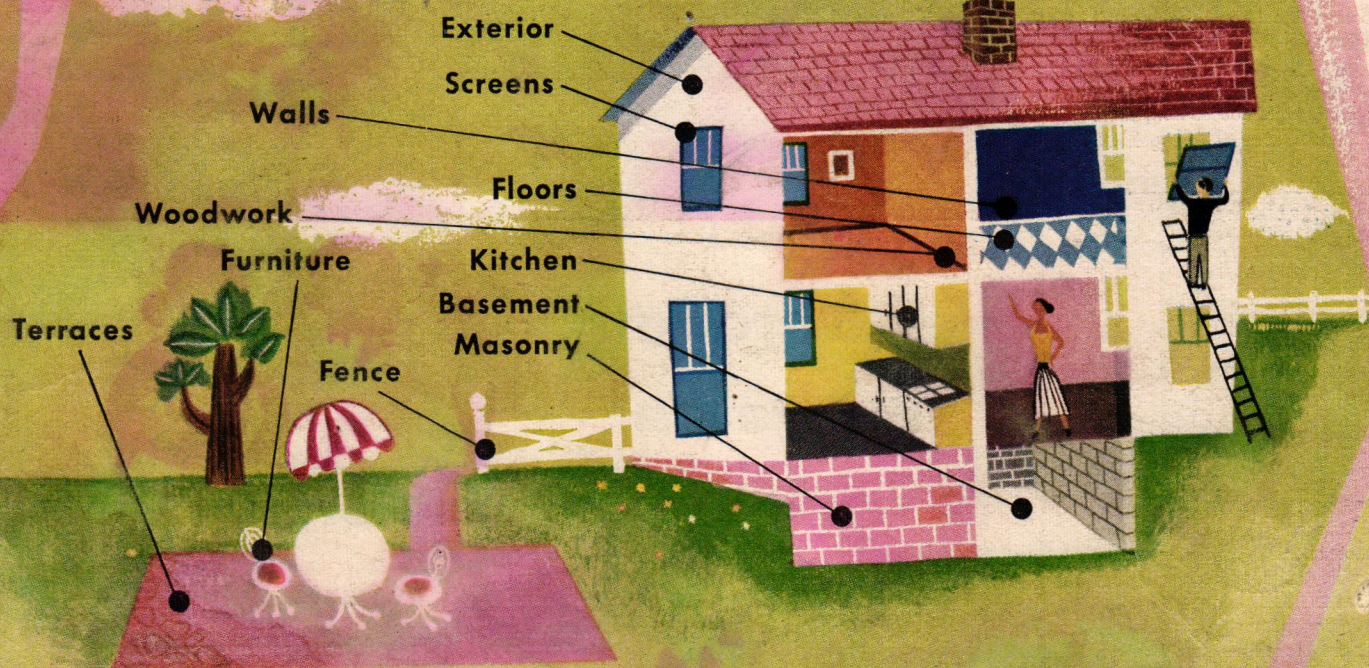 Exterior
Screens
Walls
Floors
Woodwork
Kitchen
Furniture
Basement
Terraces
Masonry
Fence